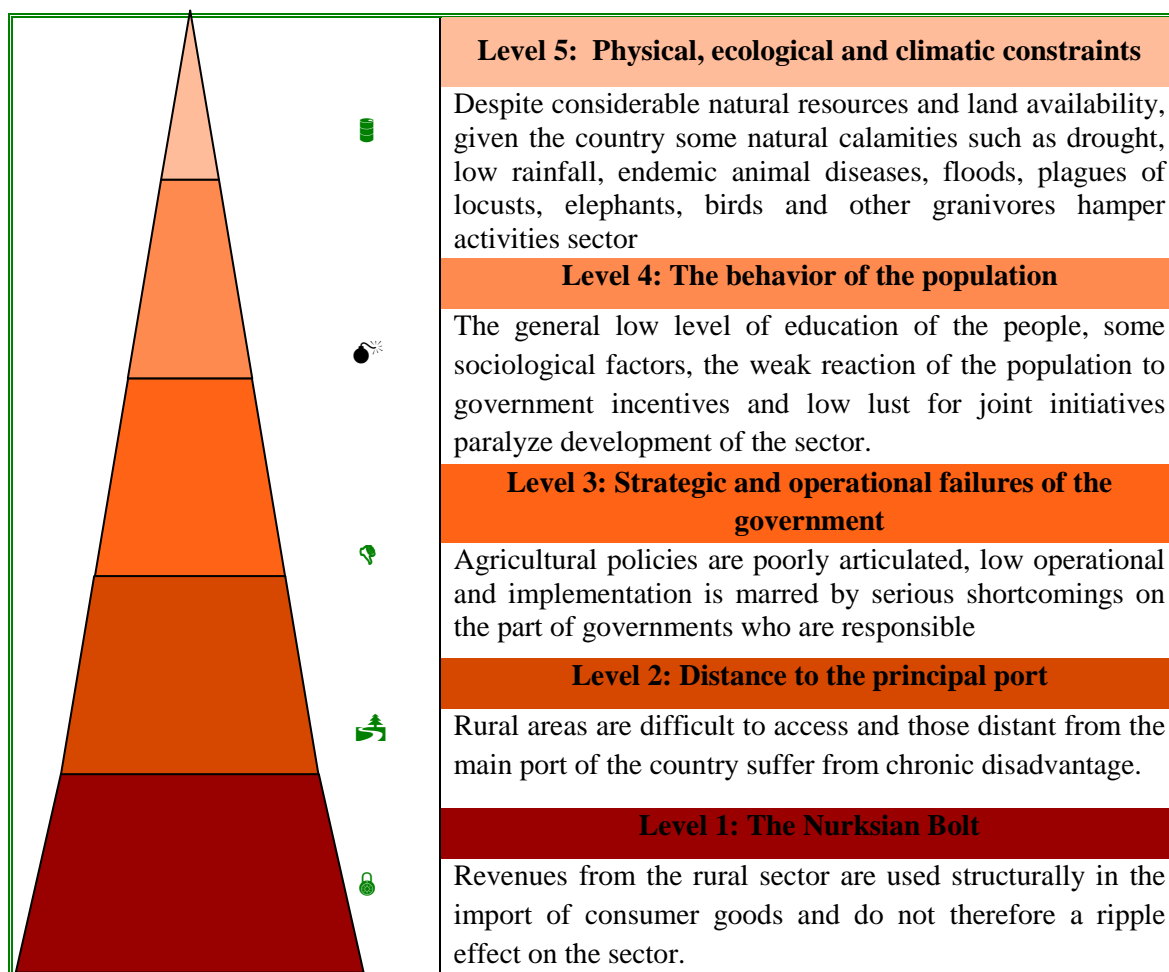 Level 5: Physical, ecological and climatic constraints
Despite considerable natural resources and land availability,
given the country some natural calamities such as drought,
low rainfall, endemic animal diseases, floods, plagues of
locusts, elephants, birds and other granivores hamper
activities sector
Level 4: The behavior of the population
The general low level of education of the people, some
sociological factors, the weak reaction of the population to
government incentives and low lust for joint initiatives
paralyze development of the sector.
Level 3: Strategic and operational failures of the
government
Agricultural policies are poorly articulated, low operational
and implementation is marred by serious shortcomings on
the part of governments who are responsible
Level 2: Distance to the principal port
Rural areas are difficult to access and those distant from the
main port of the country suffer from chronic disadvantage.
Level 1: The Nurksian Bolt
Revenues from the rural sector are used structurally in the
import of consumer goods and do not therefore a ripple
effect on the sector.